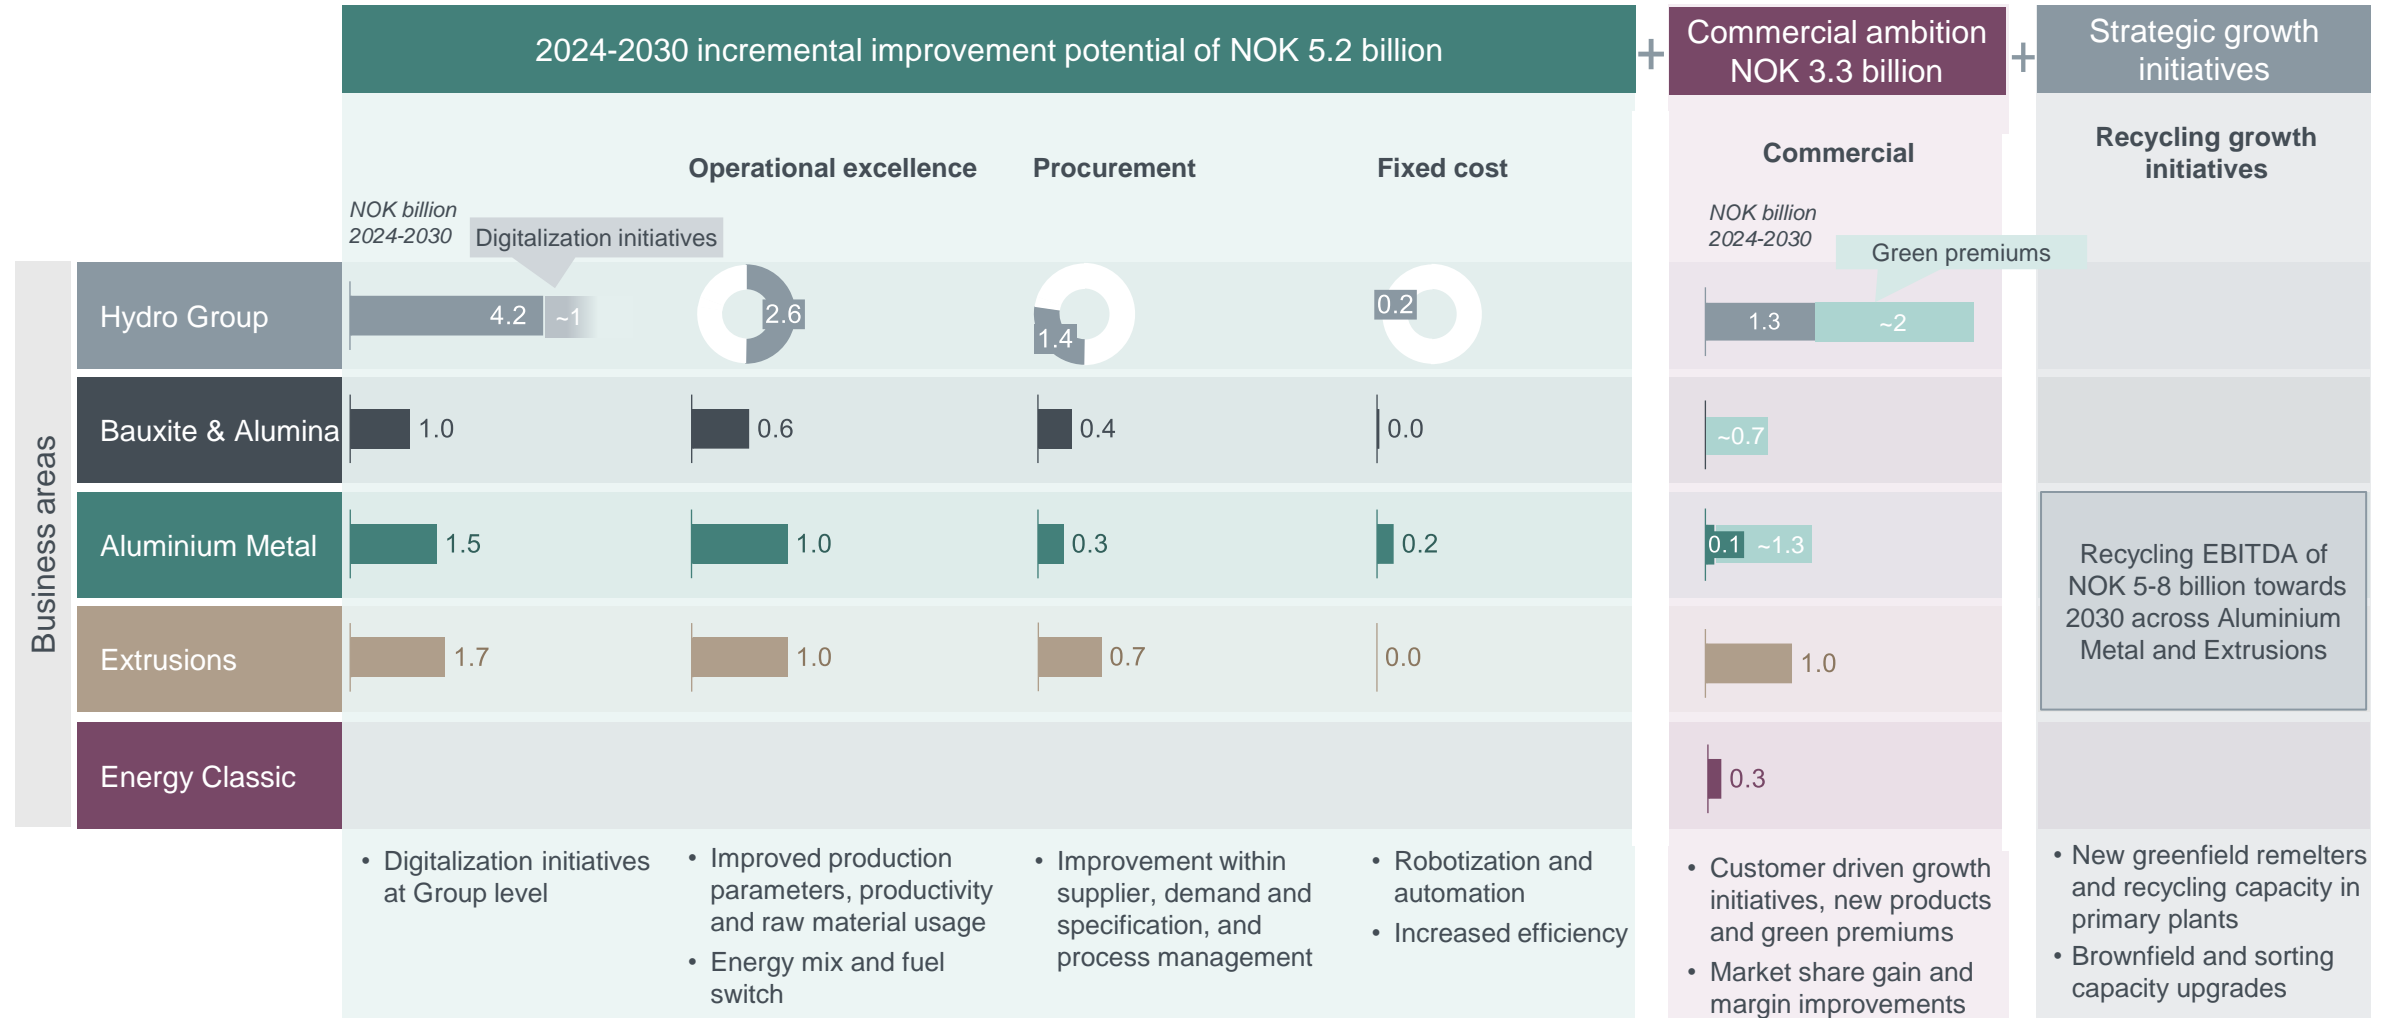 2024-2030 incremental improvement potential of NOK 5.2 billion
+
Commercial ambition
NOK 3.3 billion
+
Strategic growth
initiatives
Operational excellence
Procurement
Fixed cost
Commercial
Recycling growth
initiatives
NOK billion
2024-2030
Digitalization initiatives
NOK billion
2024-2030
Green premiums
Business areas
Hydro Group
4.2
~1
2.6
1.4
0.2
1.3
~2
Bauxite & Alumina
1.0
0.6
0.4
0.0
~0.7
Aluminium Metal
1.5
1.0
0.3
0.2
0.1
~1.3
Extrusions
1.7
1.0
0.7
0.0
1.0
Recycling EBITDA of
NOK 5-8 billion towards
2030 across Aluminium
Metal and Extrusions
Energy Classic
0.3
• Digitalization initiatives
at Group level
• Improved production
parameters, productivity
and raw material usage
• Energy mix and fuel
switch
• Improvement within
supplier, demand and
specification, and
process management
• Robotization and
automation
• Increased efficiency
• Customer driven growth
initiatives, new products
and green premiums
• Market share gain and
margin improvements
• New greenfield remelters
and recycling capacity in
primary plants
• Brownfield and sorting
capacity upgrades